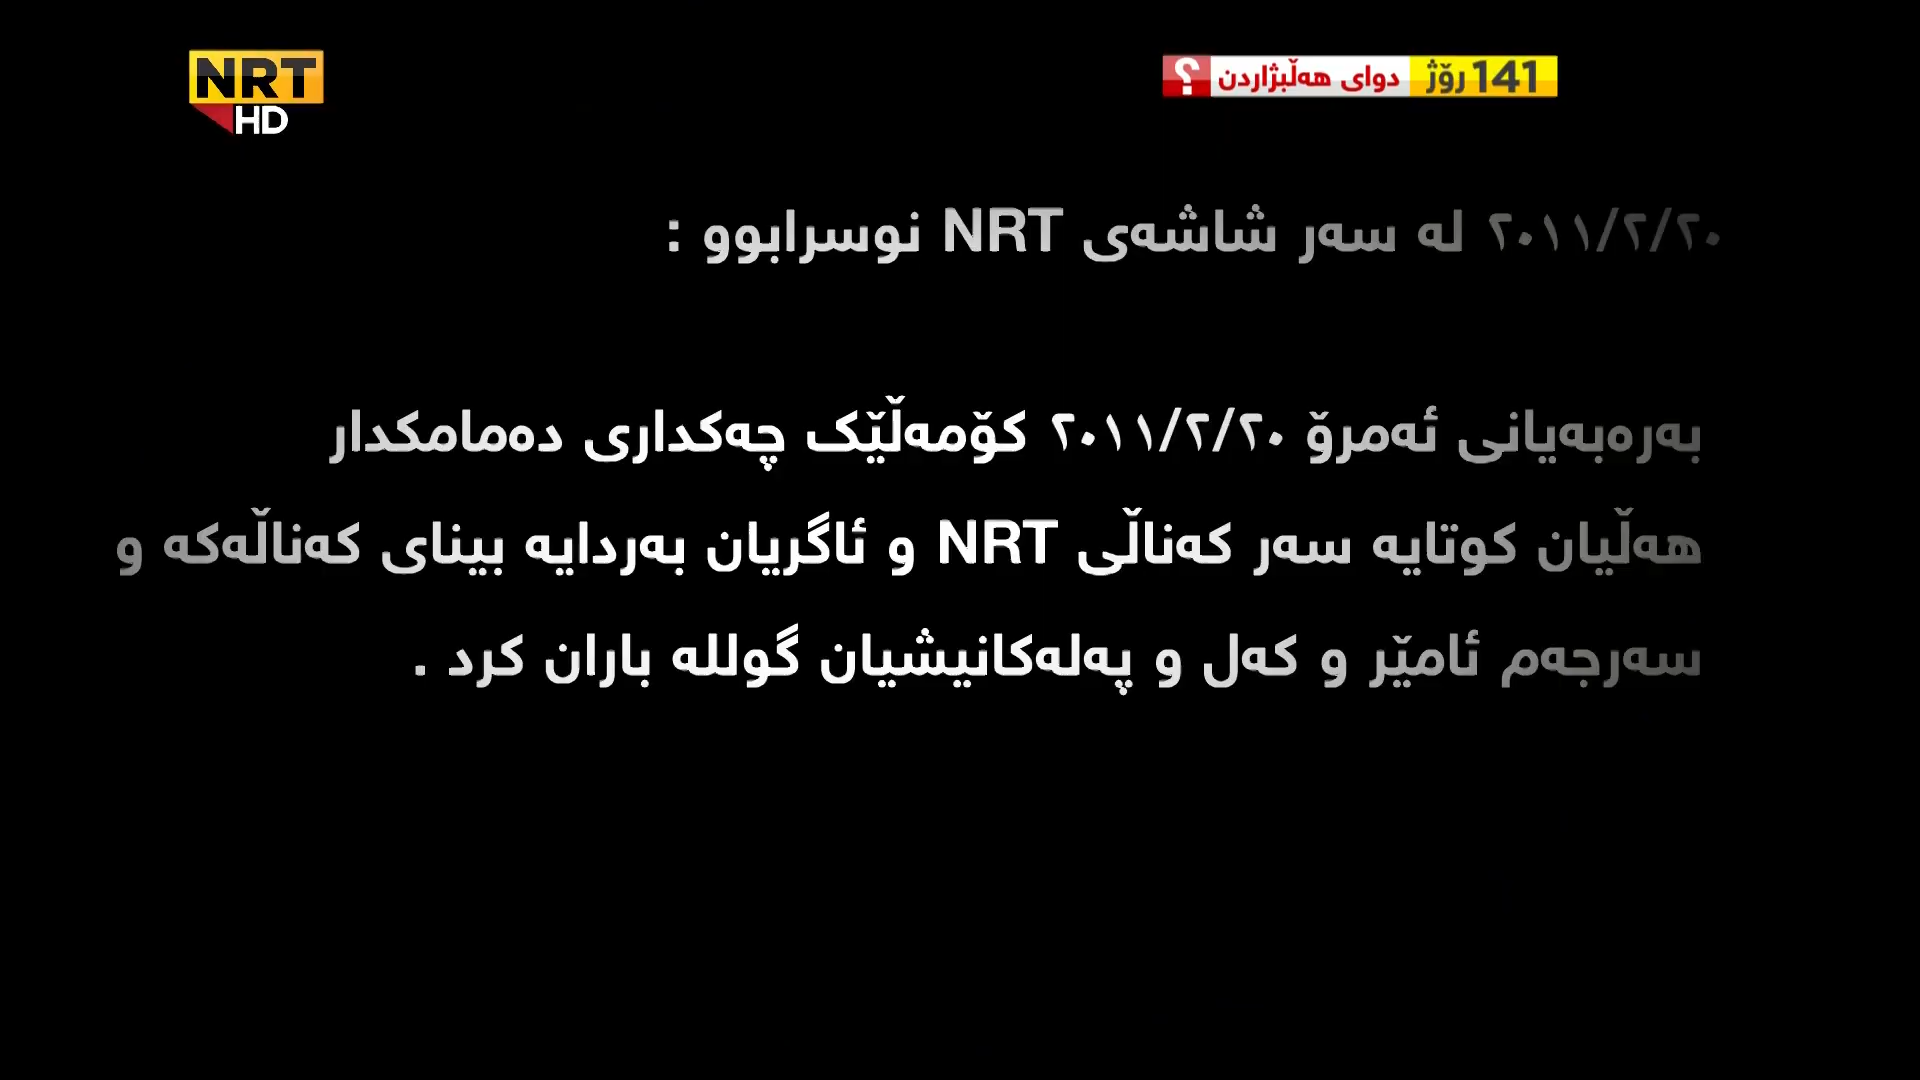 NRT
HD
141 رۆژ دوای هەڵبژاردن ؟
٢٠١١/٢/٢٠ لە سەر شاشەی NRT نوسرابوو :
بەرەبەیانی ئەمرۆ ٢٠١١/٢/٢٠ کۆمەڵێک چەکداری دەمامکدار
هەڵیان کوتایە سەر کەناڵی NRT و ئاگریان بەردایە بینای کەناڵەکە و
سەرجەم ئامێر و کەل و پەلەکانیشیان گوللە باران کرد .